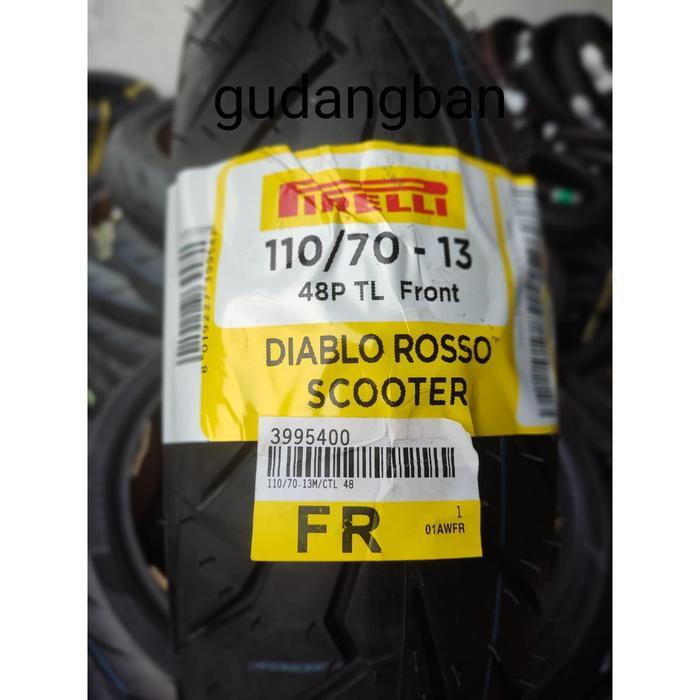 gudangban
PIRELLI
110/70 - 13
48P TL Front
DIABLO ROSSO™
SCOOTER
3995400
110/70-13M/CTL 48
FR
1
01AWFR